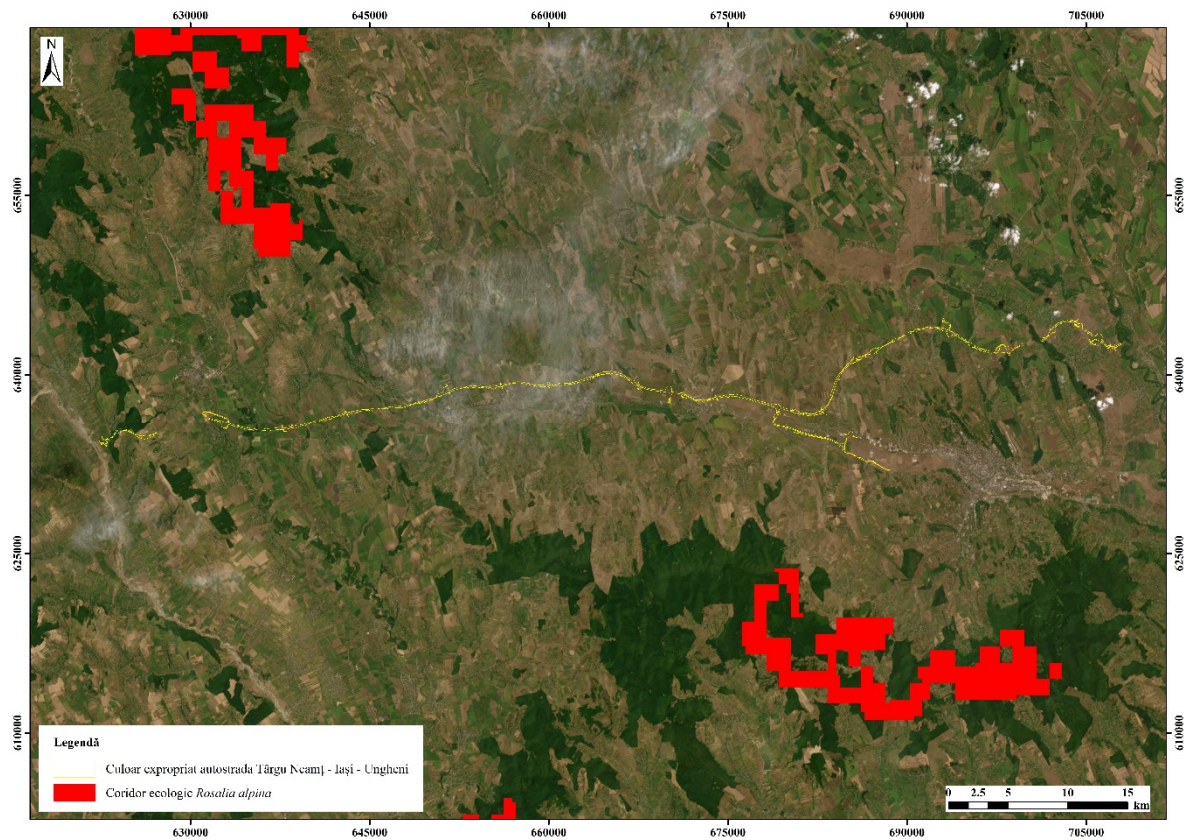 630000 645000 660000 675000 690000 705000
N
655000 655000
640000 640000
625000 625000
610000 610000
Legendă
Culoar expropriat autostrada Târgu Neamț - Iași - Ungheni
Coridor ecologic Rosalia alpina
0 2.5 5 10 15
km
630000 645000 660000 675000 690000 705000